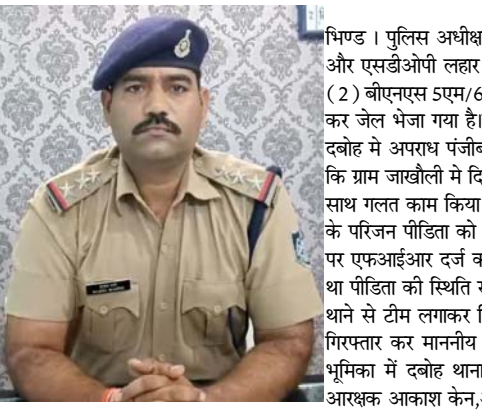 भिण्ड । पुलिस अधीक्ष
और एसडीओपी लहार
(2) बीएनएस 5एम/6
कर जेल भेजा गया है।
दबोह मे अपराध पंजीब
कि ग्राम जाखौली मे दि
साथ गलत काम किया
के परिजन पीडिता को
पर एफआईआर दर्ज क
था पीडिता की स्थिति
थाने से टीम लगाकर
गिरफ्तार कर माननीय
भूमिका में दबोह थाना
आरक्षक आकाश केन,